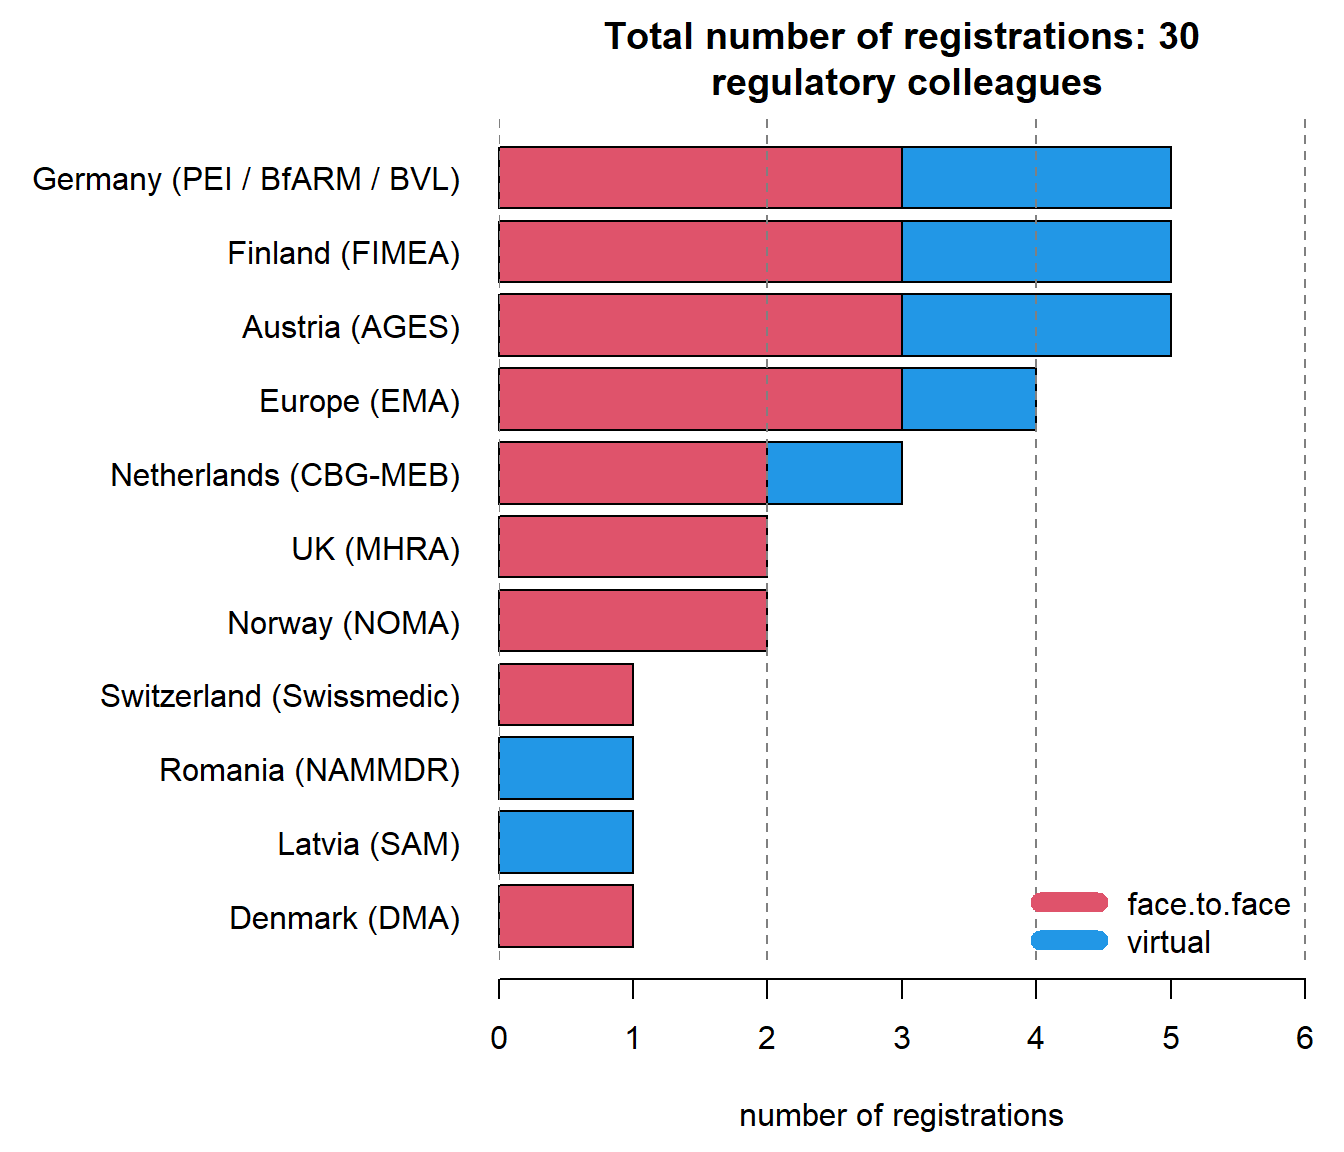 Total number of registrations: 30
regulatory colleagues
Germany (PEI / BfARM / BVL)
Finland (FIMEA)
Austria (AGES)
Europe (EMA)
Netherlands (CBG-MEB)
UK (MHRA)
Norway (NOMA)
Switzerland (Swissmedic)
Romania (NAMMDR)
Latvia (SAM)
Denmark (DMA)
face.to.face
virtual
0 1 2 3 4 5 6
number of registrations